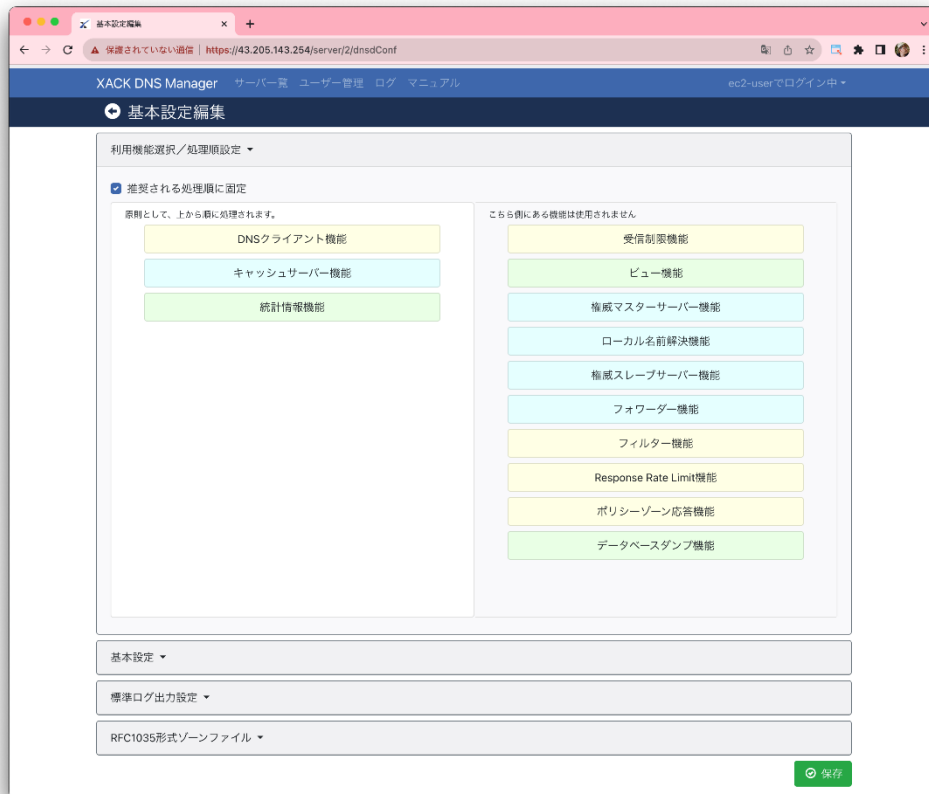 基本設定編集
保護されていない通信 | https://43.205.143.254/server/2/dnsdConf
XACK DNS Manager サーバー覧 ユーザー管理 ログ マニュアル ec2-userでログイン中
基本設定編集
利用機能選択／処理順設定
推奨される処理順に固定
原則として、上から順に処理されます。
DNSクライアント機能
キャッシュサーバー機能
統計情報機能
こちら側にある機能は使用されません
受信制限機能
ビュー機能
権威マスターサーバー機能
ローカル名前解決機能
権威スレーブサーバー機能
フォワーダー機能
フィルター機能
Response Rate Limit機能
ポリシーゾーン応答機能
データベースダンプ機能
基本設定
標準ログ出力設定
RFC1035形式ゾーンファイル
保存